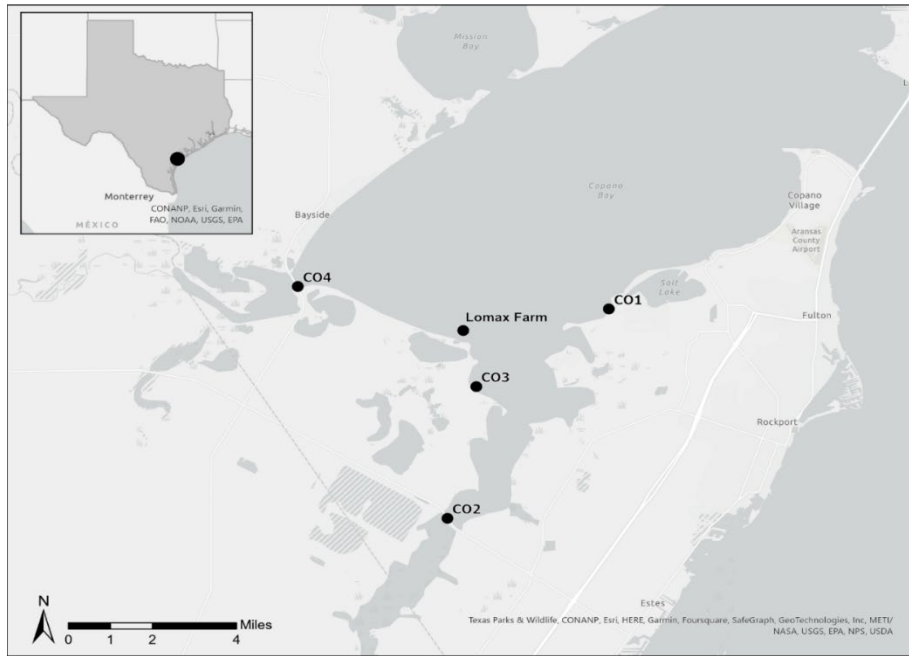 Mission
Bay
Monterrey
MÉXICO
CONANP, Esri, Garmin,
FAO, NOAA, USGS, EPA
Bayside
Copano
Bay
Copano
Village
Aransas
County
Airport
CO4
Salt
Lake
CO1
Lomax Farm
Fulton
CO3
Rockport
CO2
Estes
N
Miles
0 1 2 4
Texas Parks & Wildlife, CONANP, Esri, HERE, Garmin, Foursquare, SafeGraph, GeoTechnologies, Inc, METI/
NASA, USGS, EPA, NPS, USDA